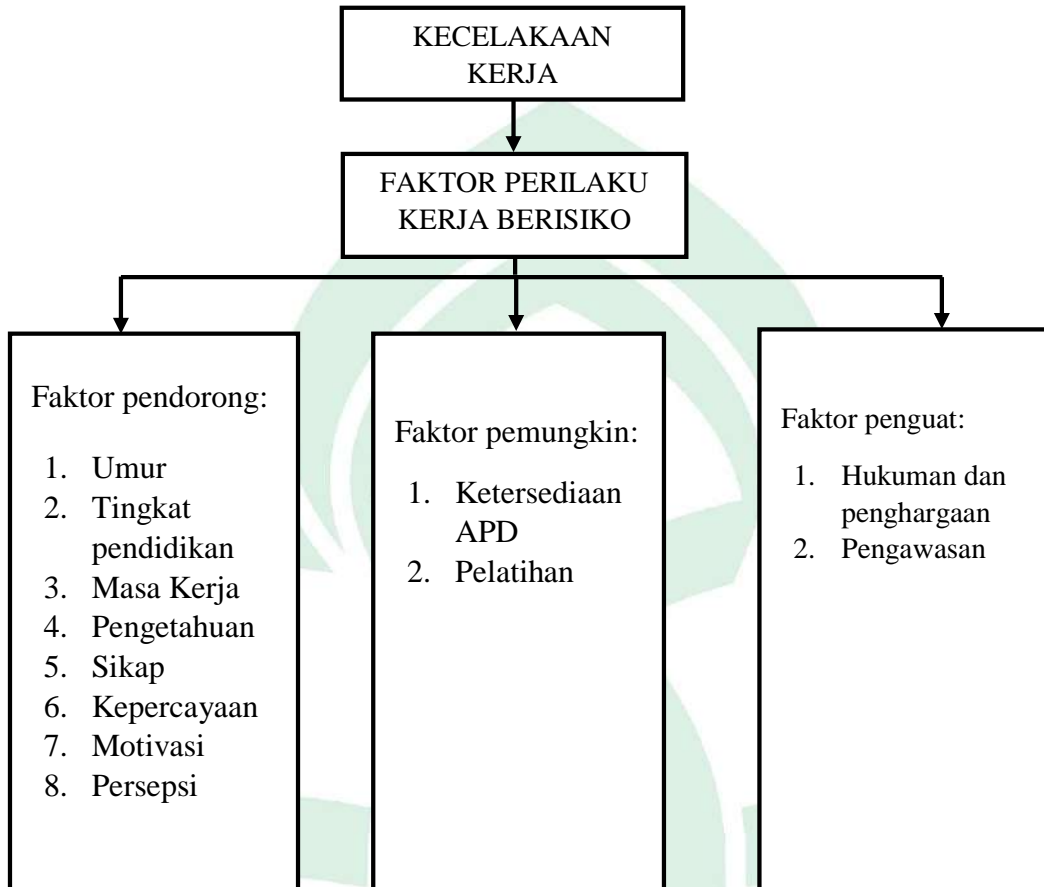 KECELAKAAN
KERJA
FAKTOR PERILAKU
KERJA BERISIKO
Faktor pendorong:
1. Umur
2. Tingkat
pendidikan
3. Masa Kerja
4. Pengetahuan
5. Sikap
6. Kepercayaan
7. Motivasi
8. Persepsi
Faktor pemungkin:
1. Ketersediaan
APD
2. Pelatihan
Faktor penguat:
1. Hukuman dan
penghargaan
2. Pengawasan